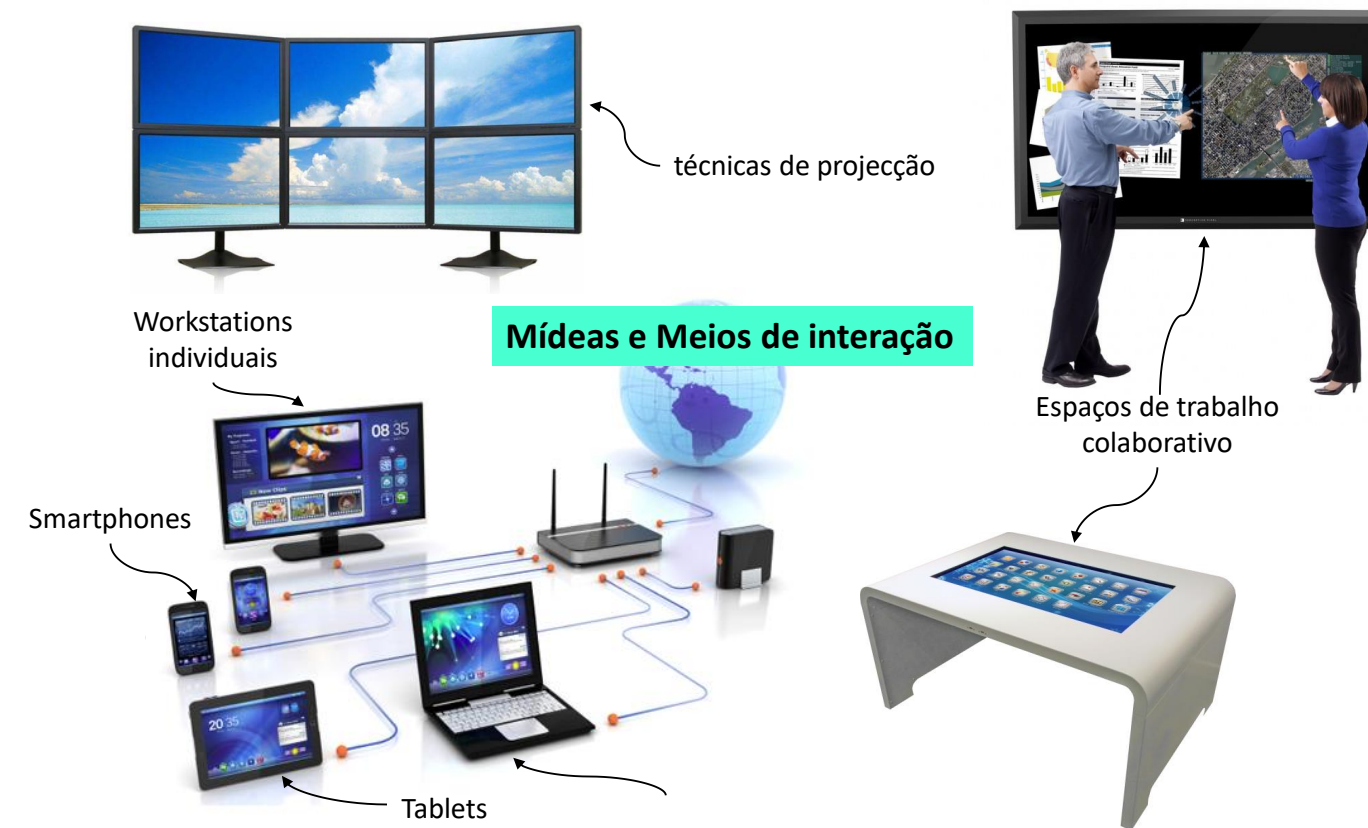 técnicas de projecção
Workstations
individuais
Mídeas e Meios de interação
Espaços de trabalho
colaborativo
08 35
Smartphones
20 35
Tablets